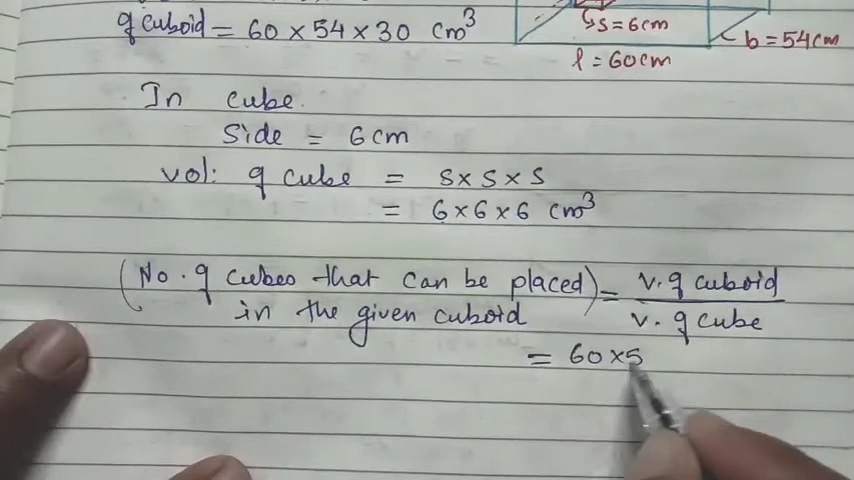 q cuboid = 60 × 54 × 30 cm³
s = 6cm
b = 54cm
l = 60cm
In cube.
Side = 6cm
Vol: q cube = s × s × s
= 6 × 6 × 6 cm³
(No. q cubes that can be placed) = v. q cuboid
in the given cuboid v. q cube
= 60 × 5